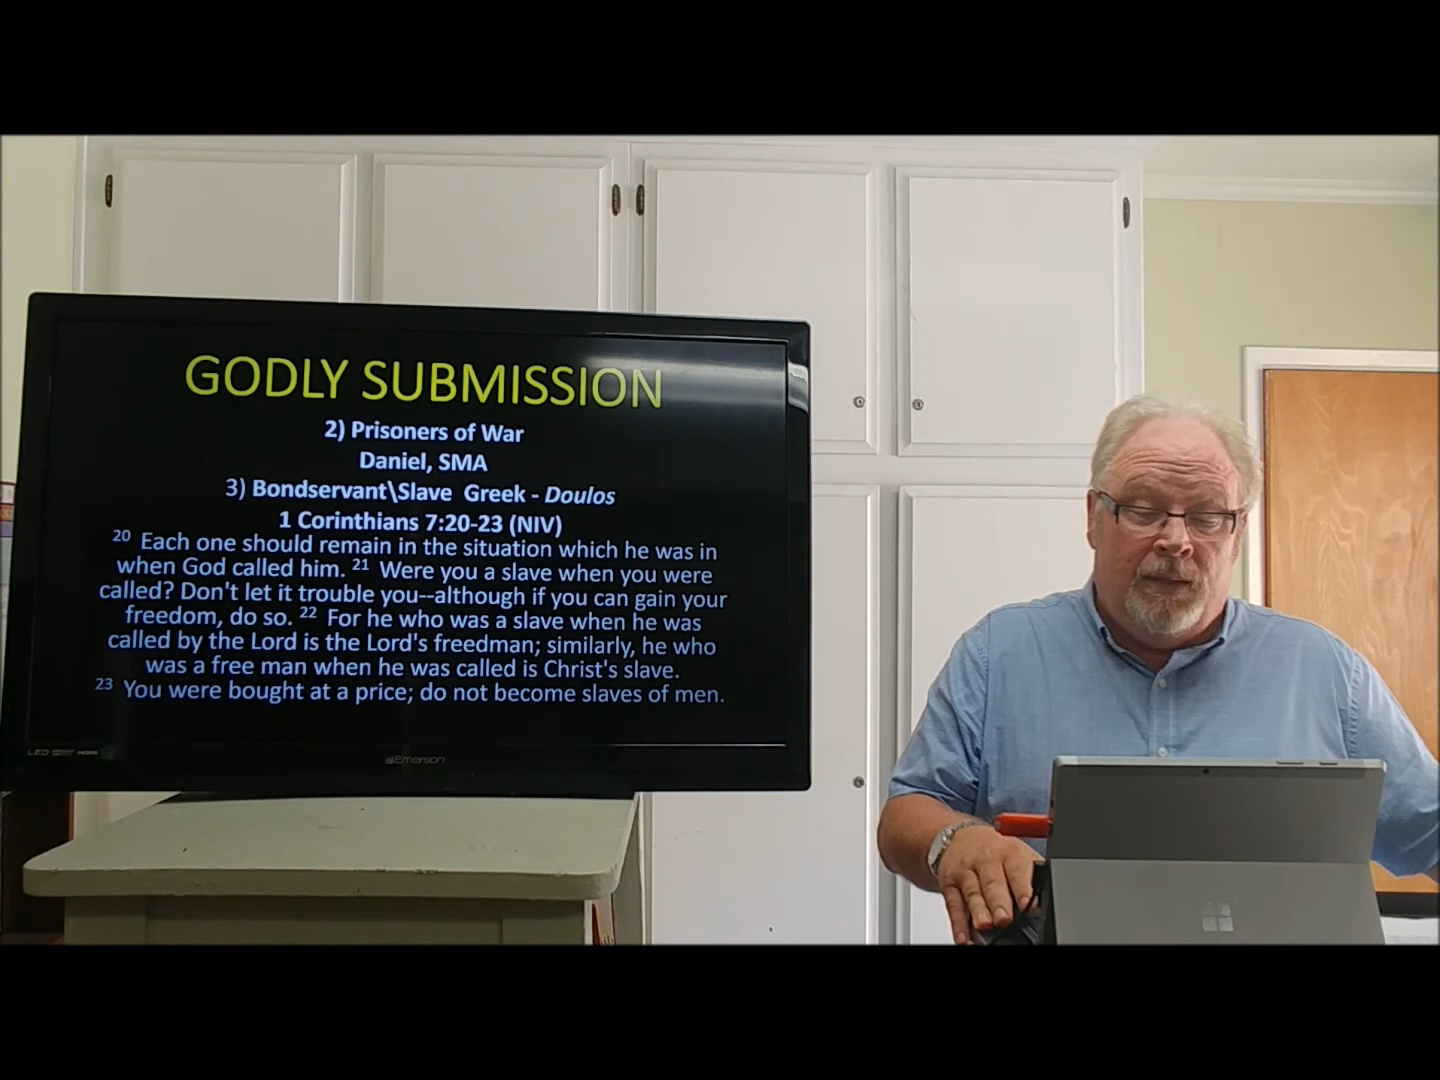 GODLY SUBMISSION
2) Prisoners of War
Daniel, SMA
3) Bondservant\Slave Greek - Doulos
1 Corinthians 7:20-23 (NIV)
20 Each one should remain in the situation which he was in
when God called him. 21 Were you a slave when you were
called? Don't let it trouble you--although if you can gain your
freedom, do so. 22 For he who was a slave when he was
called by the Lord is the Lord's freedman; similarly, he who
was a free man when he was called is Christ's slave.
23 You were bought at a price; do not become slaves of men.
LED
Emerson